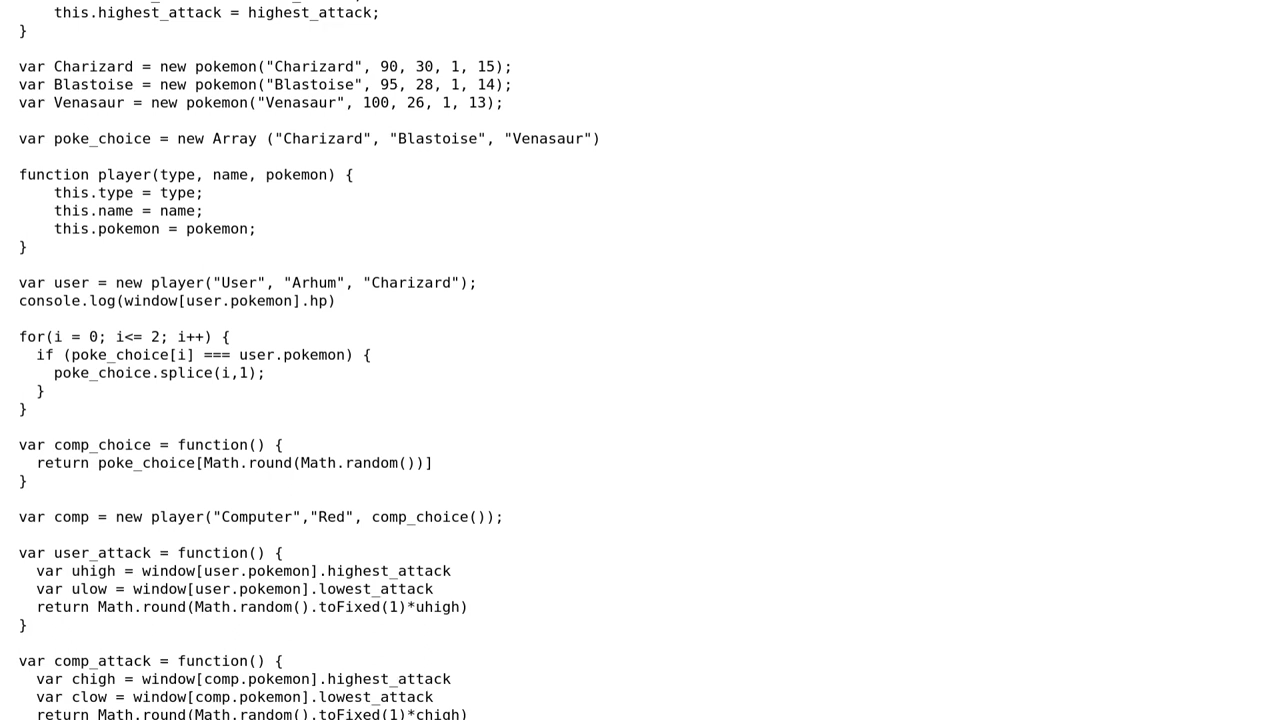 this.highest_attack = highest_attack;
}

var Charizard = new pokemon("Charizard", 90, 30, 1, 15);
var Blastoise = new pokemon("Blastoise", 95, 28, 1, 14);
var Venasaur = new pokemon("Venasaur", 100, 26, 1, 13);

var poke_choice = new Array ("Charizard", "Blastoise", "Venasaur")

function player(type, name, pokemon) {
    this.type = type;
    this.name = name;
    this.pokemon = pokemon;
}

var user = new player("User", "Arhum", "Charizard");
console.log(window[user.pokemon].hp)

for(i = 0; i<= 2; i++) {
  if (poke_choice[i] === user.pokemon) {
    poke_choice.splice(i,1);
  }
}

var comp_choice = function() {
  return poke_choice[Math.round(Math.random())]
}

var comp = new player("Computer","Red", comp_choice());

var user_attack = function() {
  var uhigh = window[user.pokemon].highest_attack
  var ulow = window[user.pokemon].lowest_attack
  return Math.round(Math.random().toFixed(1)*uhigh)
}

var comp_attack = function() {
  var chigh = window[comp.pokemon].highest_attack
  var clow = window[comp.pokemon].lowest_attack
  return Math.round(Math.random().toFixed(1)*chigh)